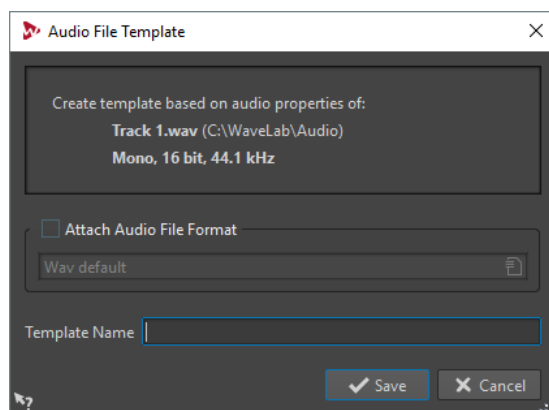 Audio File Template
Create template based on audio properties of:
Track 1.wav (C:\WaveLab\Audio)
Mono, 16 bit, 44.1 kHz
Attach Audio File Format
Wav default
Template Name
Save
Cancel